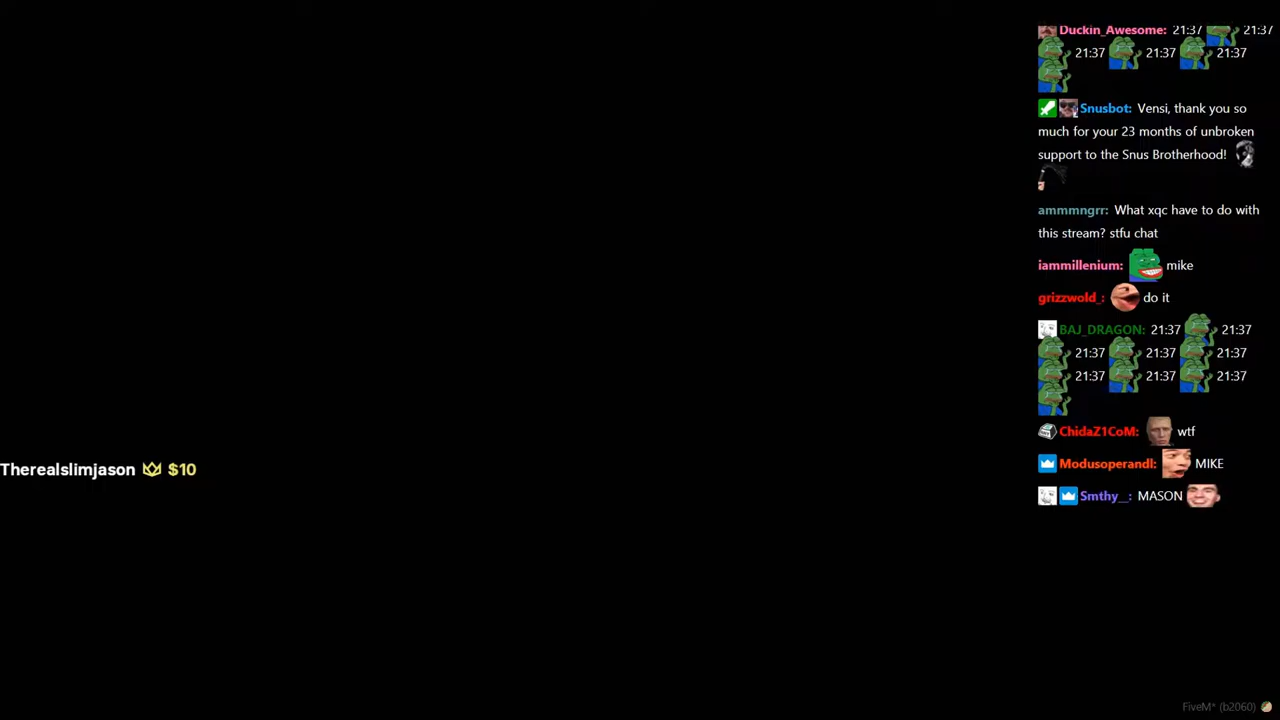 Duckin_Awesome: 21:37 21:37
21:37 21:37 21:37
Snusbot: Vensi, thank you so
much for your 23 months of unbroken
support to the Snus Brotherhood!
ammmngrr: What xqc have to do with
this stream? stfu chat
iammillenium: mike
grizzwold_: do it
BAJ_DRAGON: 21:37 21:37
21:37 21:37 21:37
21:37 21:37 21:37
ChidaZ1CoM: wtf
Modusoperandl: MIKE
Therealslimjason $10
Smthy__: MASON
FiveM* (b2060)